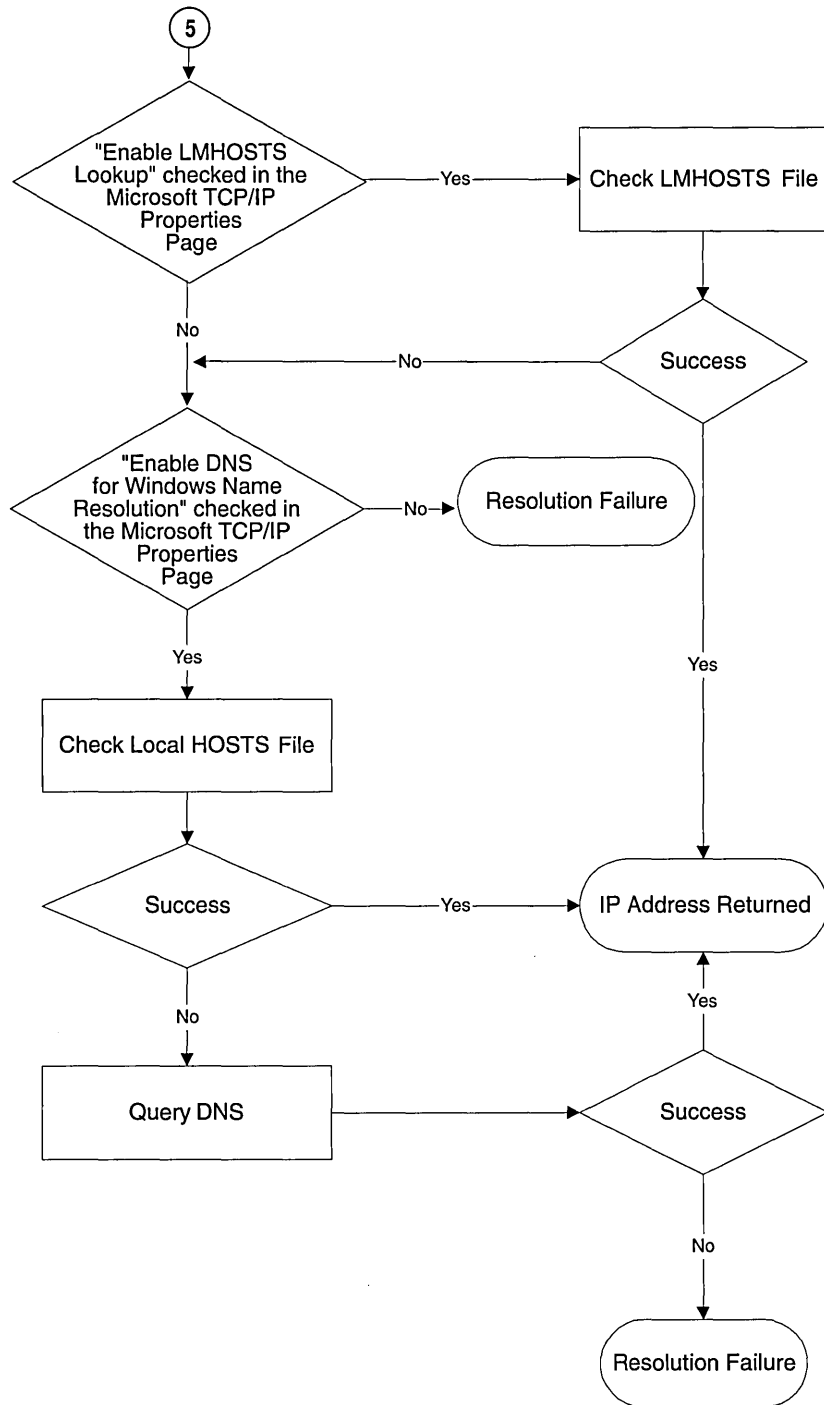 5
"Enable LMHOSTS
Lookup" checked in the
Microsoft TCP/IP
Properties
Page
Yes
Check LMHOSTS File
No
No
Success
"Enable DNS
for Windows Name
Resolution" checked in
the Microsoft TCP/IP
Properties
Page
No
Resolution Failure
Yes
Yes
Check Local HOSTS File
Success
Yes
IP Address Returned
No
Yes
Query DNS
Success
No
Resolution Failure